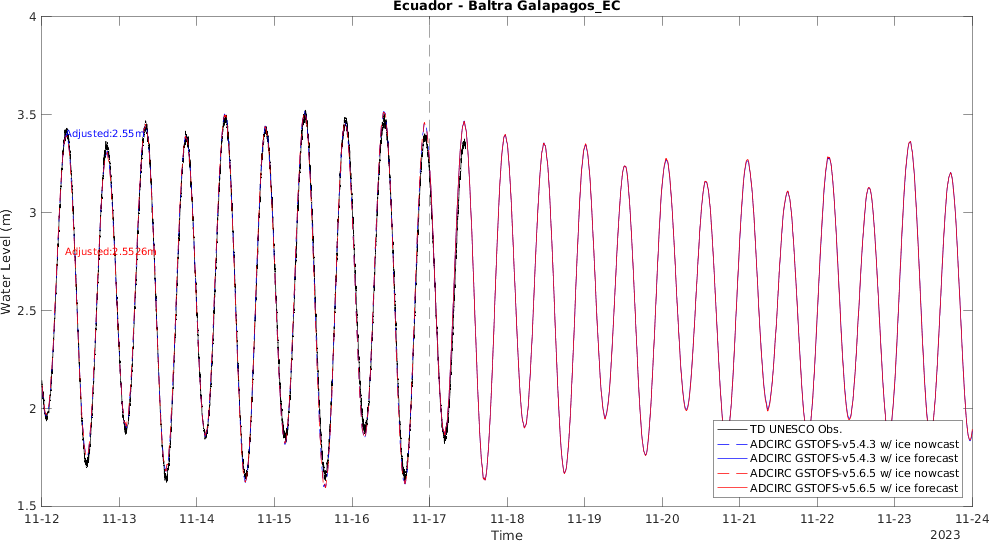 Ecuador - Baltra Galapagos_EC
4
3.5
3
2.5
2
1.5
Water Level (m)
Adjusted:2.55m
Adjusted:2.5526m
TD UNESCO Obs.
ADCIRC GSTOFS-v5.4.3 w/ ice nowcast
ADCIRC GSTOFS-v5.4.3 w/ ice forecast
ADCIRC GSTOFS-v5.6.5 w/ ice nowcast
ADCIRC GSTOFS-v5.6.5 w/ ice forecast
11-12 11-13 11-14 11-15 11-16 11-17 11-18 11-19 11-20 11-21 11-22 11-23 11-24
Time
2023